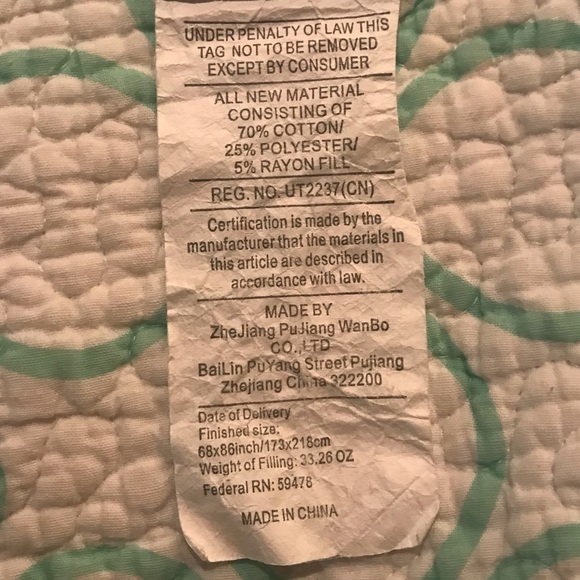 UNDER PENALTY OF LAW THIS
TAG NOT TO BE REMOVED
EXCEPT BY CONSUMER
ALL NEW MATERIAL
CONSISTING OF
70% COTTON/
25% POLYESTER/
5% RAYON FILL
REG. NO. UT2237(CN)
Certification is made by the
manufacturer that the materials in
this article are described in
accordance with law.
MADE BY
ZheJiang PuJiang WanBo
CO.,LTD
BaiLin PuYang Street Pujiang
Zhejiang China 322200
Date of Delivery
Finished size:
68x86inch/173x218cm
Weight of Filling: 33.26 OZ
Federal RN: 59476
MADE IN CHINA